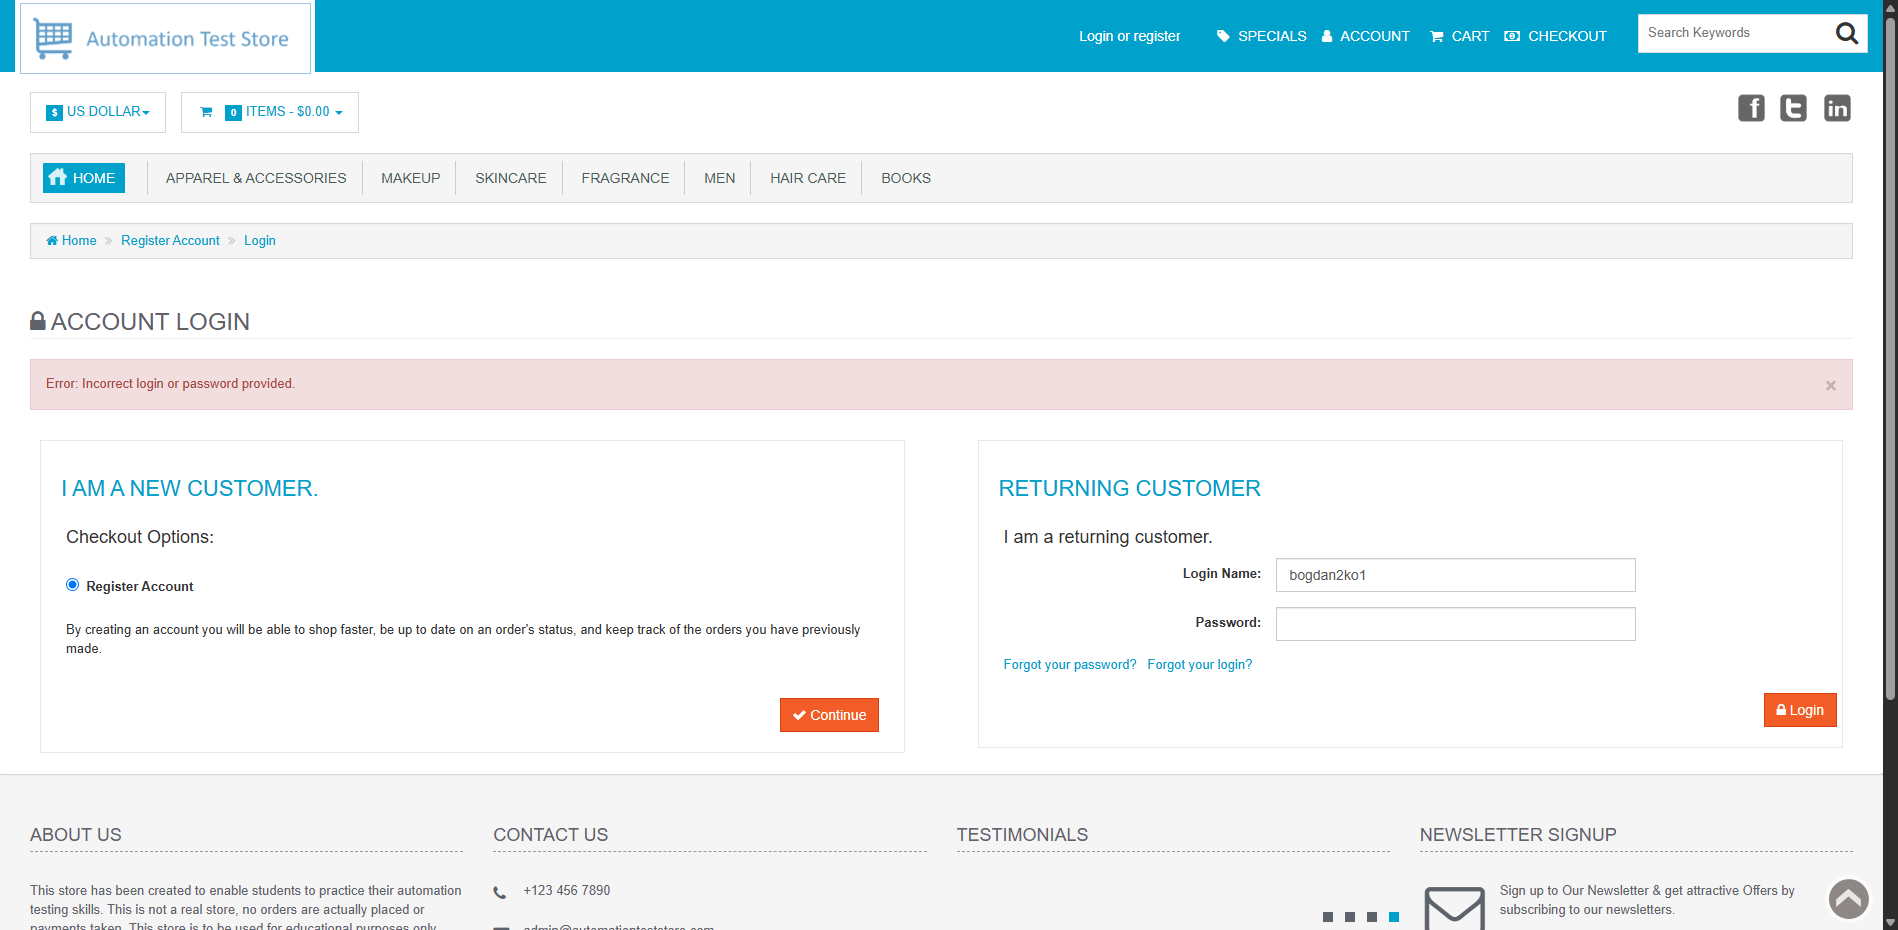 Automation Test Store
Login or register
SPECIALS
ACCOUNT
CART
CHECKOUT
Search Keywords
$ US DOLLAR
0 ITEMS - $0.00
HOME
APPAREL & ACCESSORIES
MAKEUP
SKINCARE
FRAGRANCE
MEN
HAIR CARE
BOOKS
Home » Register Account » Login
ACCOUNT LOGIN
Error: Incorrect login or password provided.
×
I AM A NEW CUSTOMER.
Checkout Options:
Register Account
By creating an account you will be able to shop faster, be up to date on an order's status, and keep track of the orders you have previously
made.
Continue
RETURNING CUSTOMER
I am a returning customer.
Login Name:
bogdan2ko1
Password:
Forgot your password? Forgot your login?
Login
ABOUT US
This store has been created to enable students to practice their automation
testing skills. This is not a real store, no orders are actually placed or
payments taken. This store is to be used for educational purposes only.
CONTACT US
+123 456 7890
admin@automationteststore.com
TESTIMONIALS
NEWSLETTER SIGNUP
Sign up to Our Newsletter & get attractive Offers by
subscribing to our newsletters.